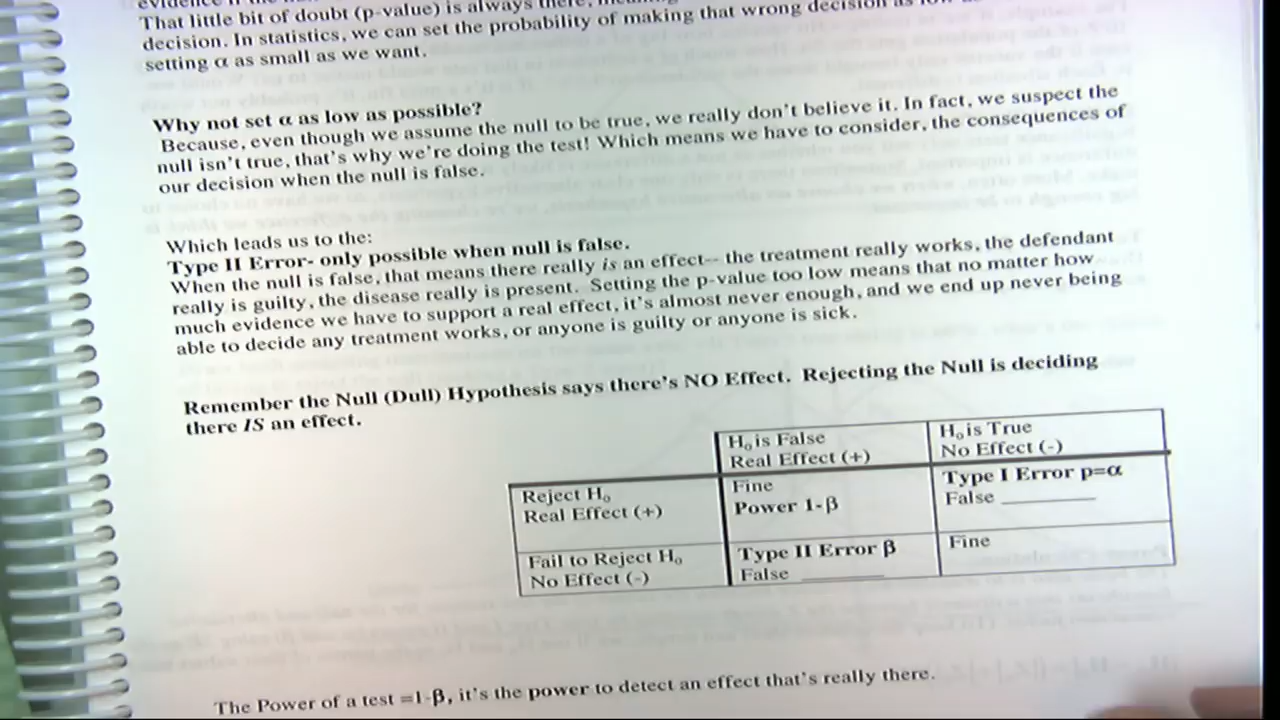 That little bit of doubt (p-value) is always there,
decision. In statistics, we can set the probability of making that wrong decision as low as
setting α as small as we want.
Why not set α as low as possible?
Because, even though we assume the null to be true, we really don't believe it. In fact, we suspect the
null isn't true, that's why we're doing the test! Which means we have to consider, the consequences of
our decision when the null is false.
Which leads us to the:
Type II Error- only possible when null is false.
When the null is false, that means there really is an effect-- the treatment really works, the defendant
really is guilty, the disease really is present. Setting the p-value too low means that no matter how
much evidence we have to support a real effect, it's almost never enough, and we end up never being
able to decide any treatment works, or anyone is guilty or anyone is sick.
Remember the Null (Dull) Hypothesis says there's NO Effect. Rejecting the Null is deciding
there IS an effect.
H₀ is False
Real Effect (+)
H₀ is True
No Effect (-)
Reject H₀
Real Effect (+)
Fine
Power 1-β
Type I Error p=α
False ________
Fail to Reject H₀
No Effect (-)
Type II Error β
False ________
Fine
The Power of a test =1-β, it's the power to detect an effect that's really there.